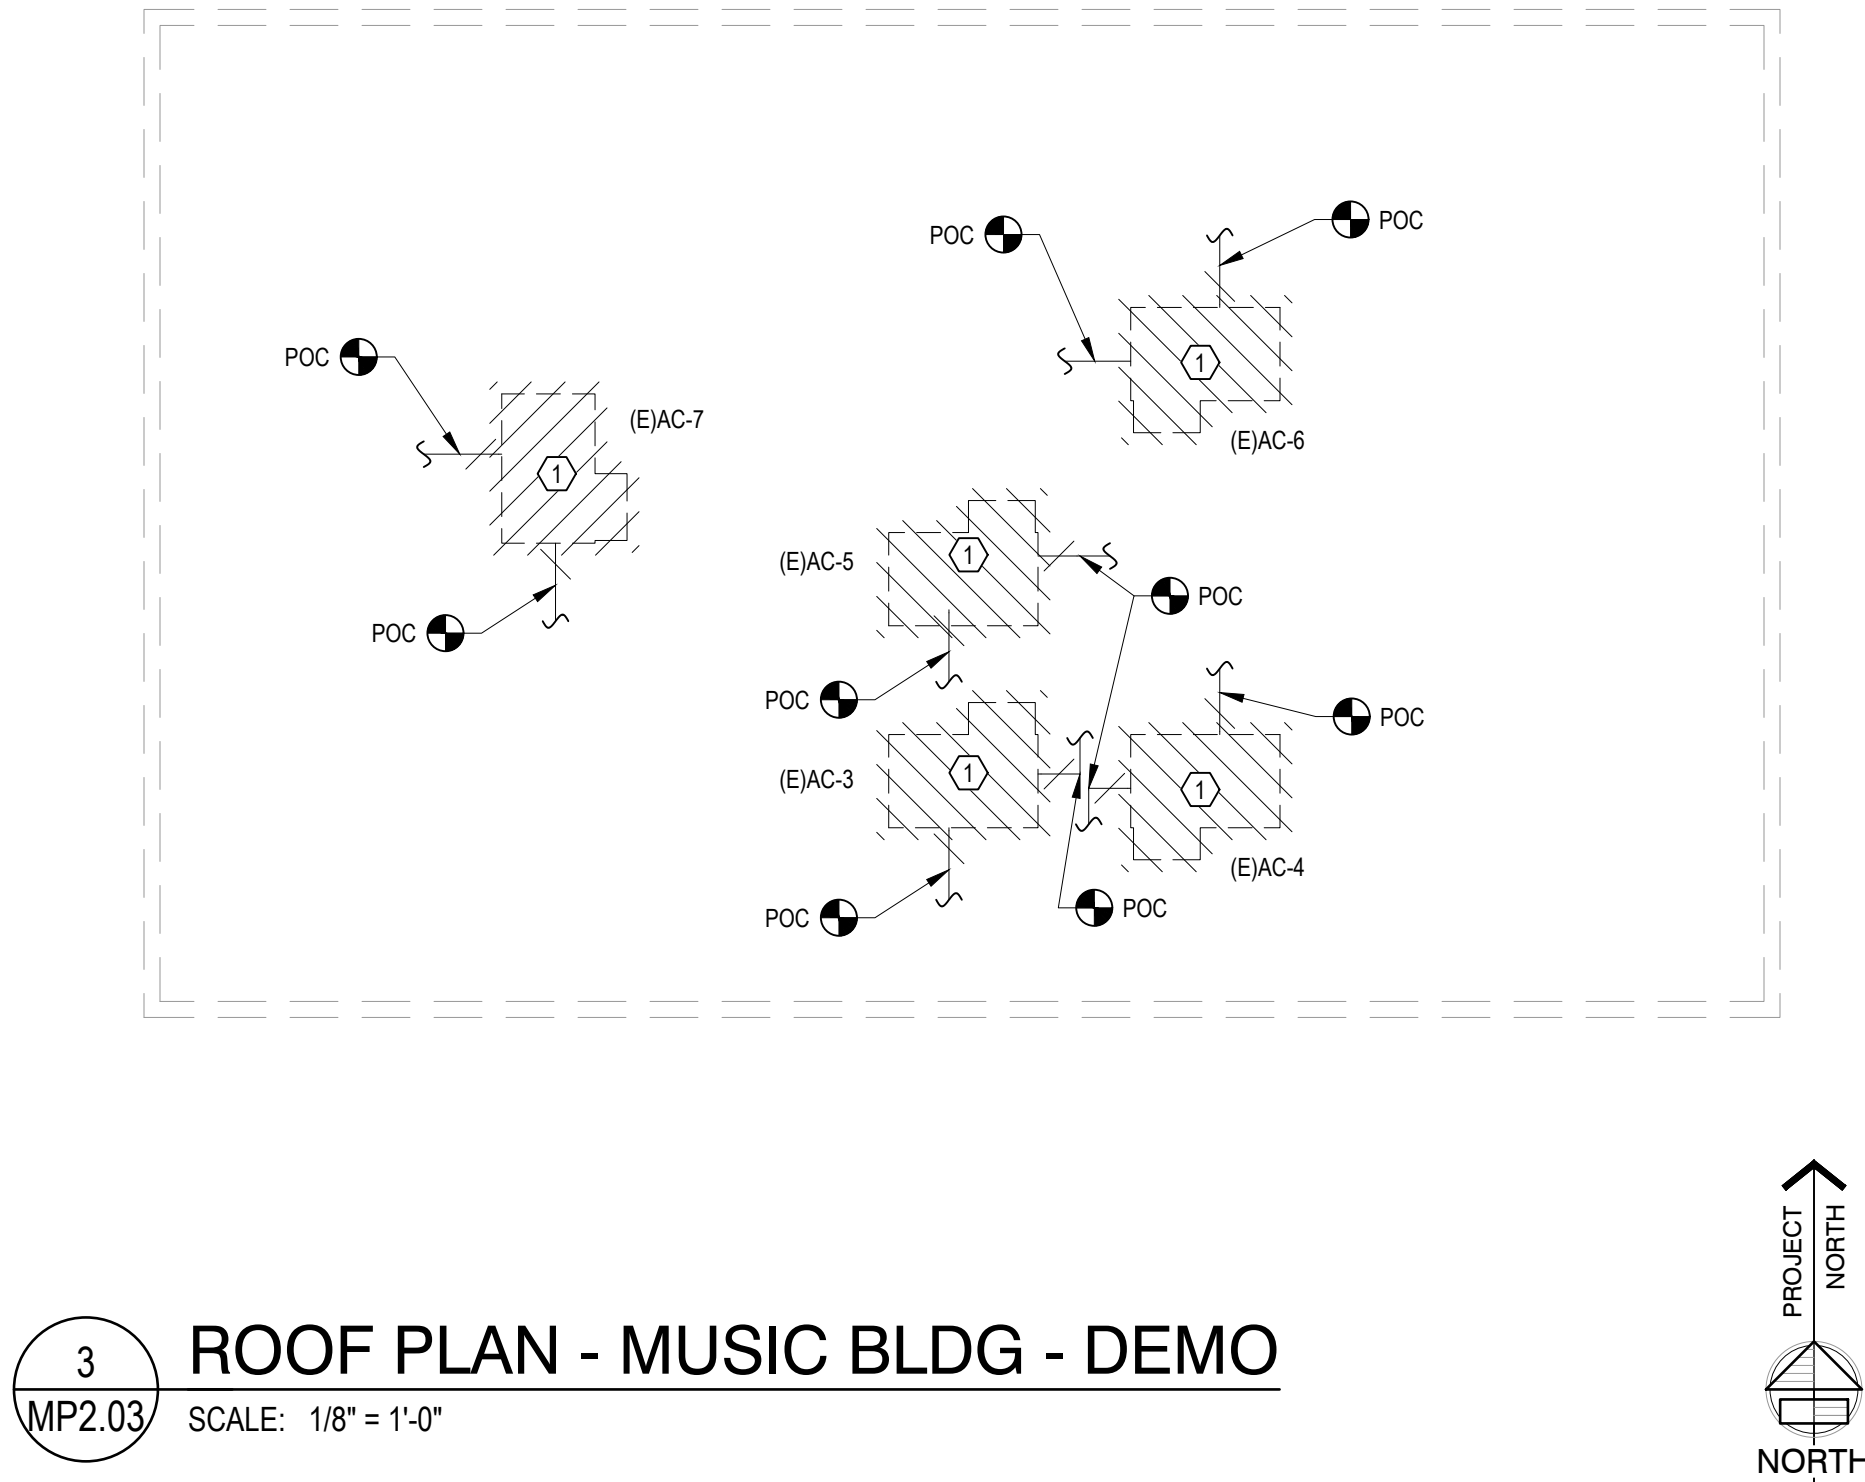 POC
POC
POC
(E)AC-7
1
1
(E)AC-6
1
(E)AC-5
1
POC
POC
POC
POC
1
(E)AC-3
1
(E)AC-4
POC
POC
PROJECT
NORTH
3
ROOF PLAN - MUSIC BLDG - DEMO
MP2.03
SCALE: 1/8" = 1'-0"
NORTH